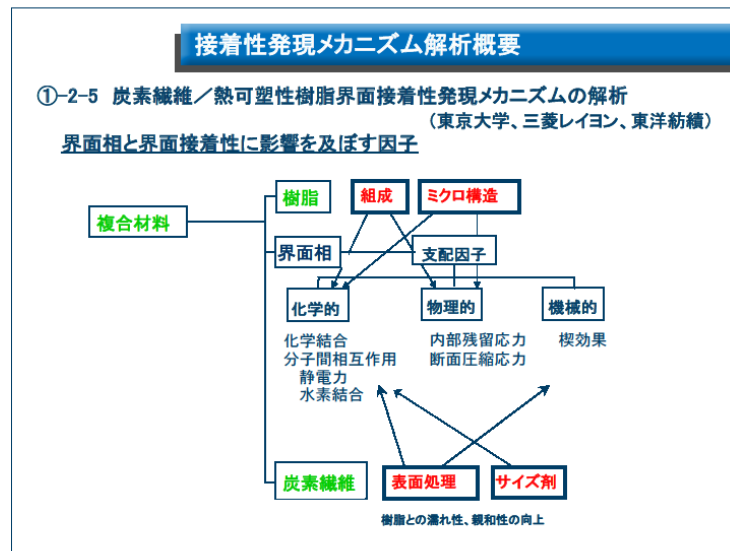 接着性発現メカニズム解析概要
①-2-5 炭素繊維／熱可塑性樹脂界面接着性発現メカニズムの解析
（東京大学、三菱レイヨン、東洋紡績）
界面相と界面接着性に影響を及ぼす因子
樹脂
組成
ミクロ構造
複合材料
界面相
支配因子
化学的
物理的
機械的
化学結合
分子間相互作用
静電力
水素結合
内部残留応力
断面圧縮応力
楔効果
炭素繊維
表面処理
サイズ剤
樹脂との濡れ性、親和性の向上